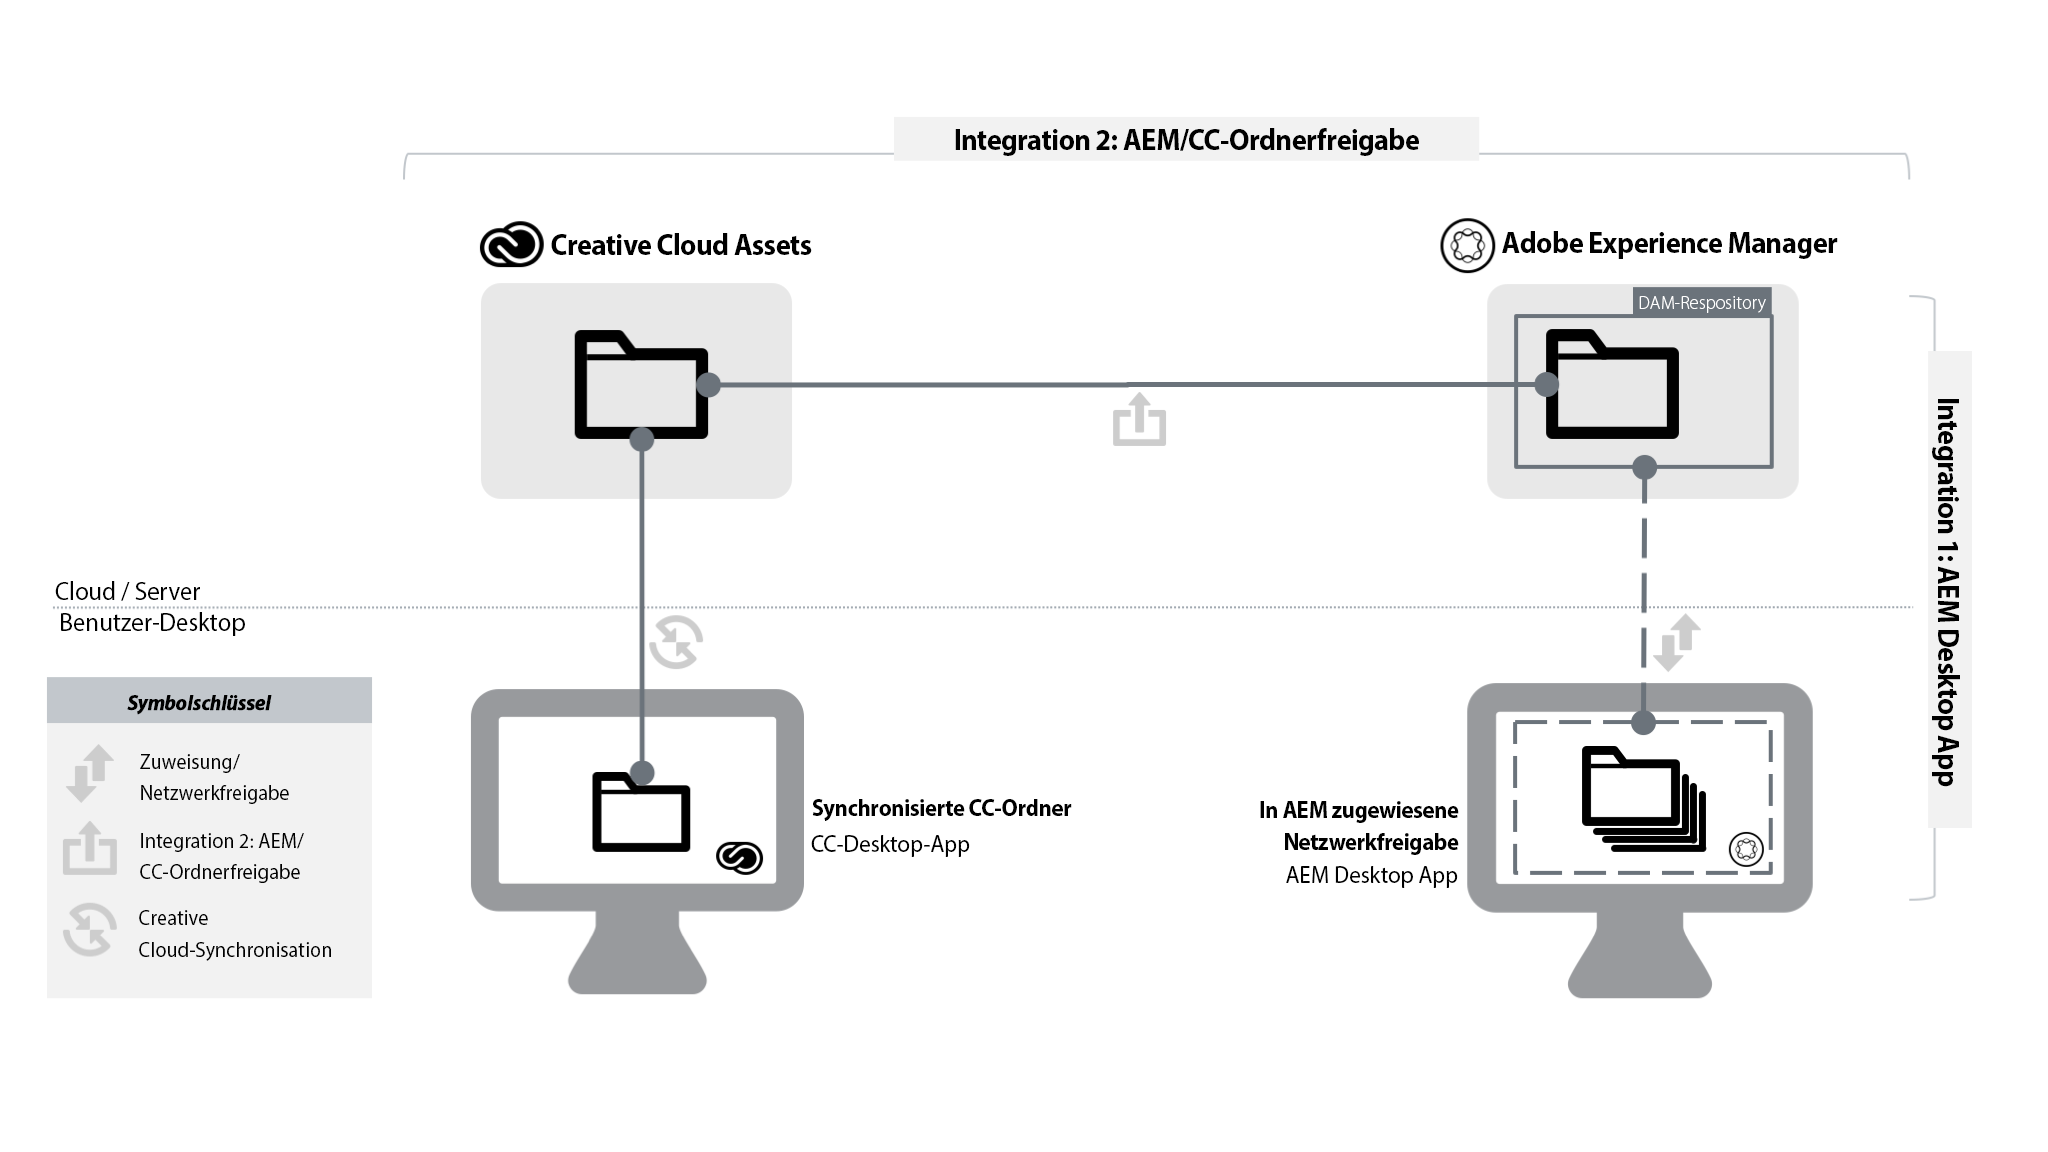 Integration 2: AEM/CC-Ordnerfreigabe
Creative Cloud Assets
Adobe Experience Manager
DAM-Respository
Integration 1: AEM Desktop App
Cloud / Server
Benutzer-Desktop
Symbolschlüssel
Zuweisung/
Netzwerkfreigabe
Integration 2: AEM/
CC-Ordnerfreigabe
Creative
Cloud-Synchronisation
Synchronisierte CC-Ordner
CC-Desktop-App
In AEM zugewiesene
Netzwerkfreigabe
AEM Desktop App